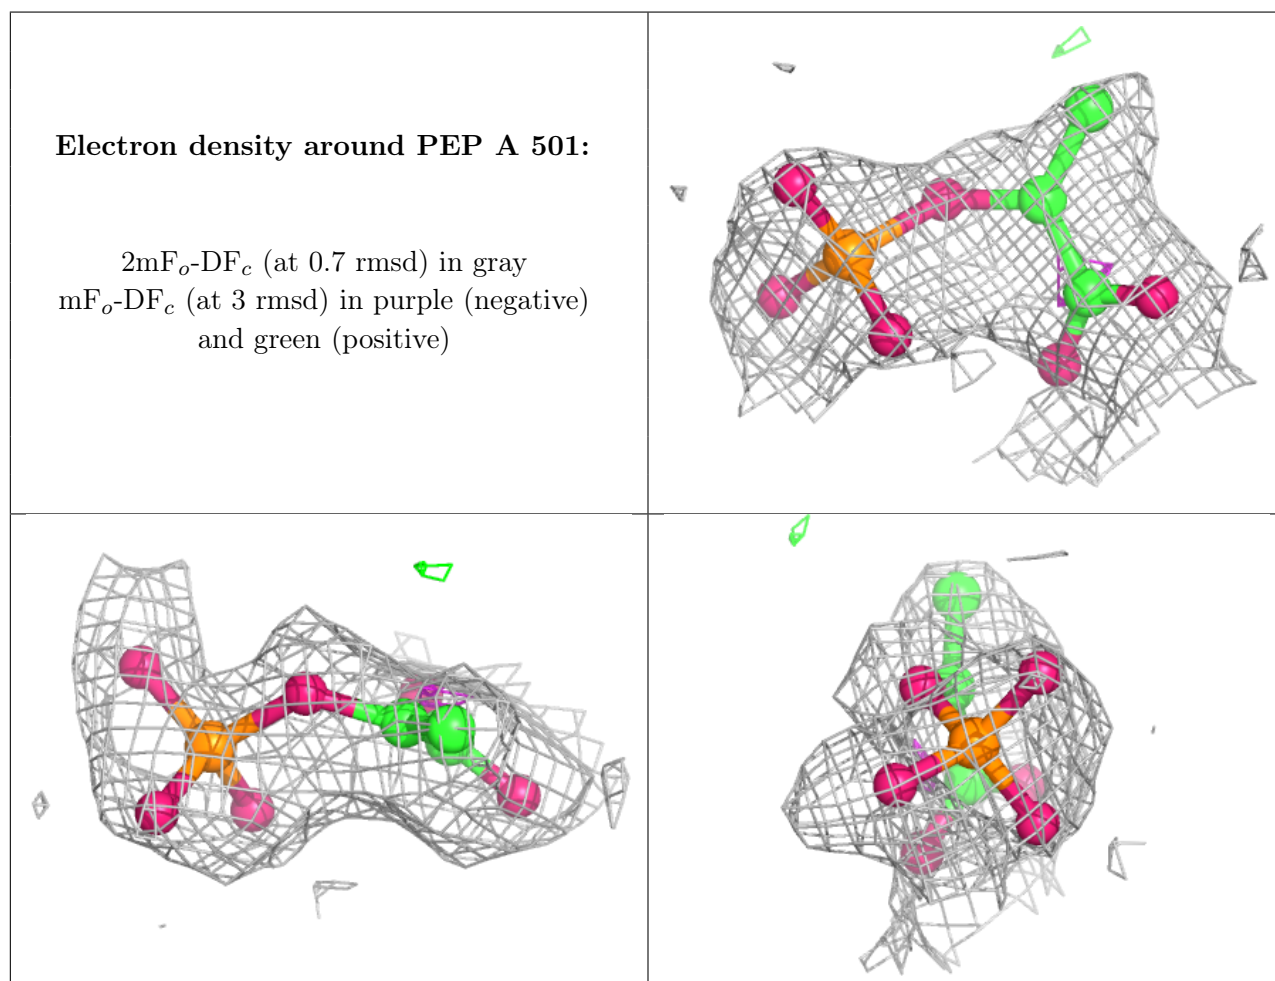 Electron density around PEP A 501:
2mFo-DFc (at 0.7 rmsd) in gray
mFo-DFc (at 3 rmsd) in purple (negative)
and green (positive)